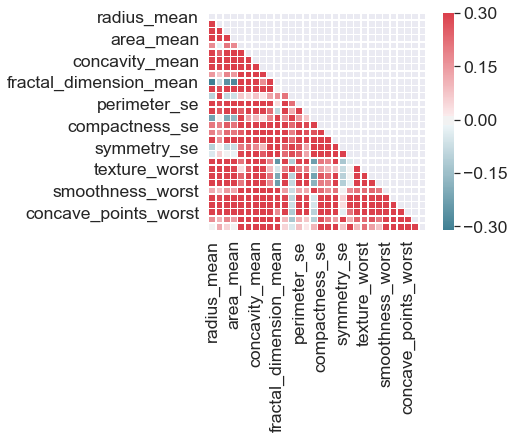 radius_mean
area_mean
concavity_mean
fractal_dimension_mean
perimeter_se
compactness_se
symmetry_se
texture_worst
smoothness_worst
concave_points_worst
0.30
0.15
0.00
−0.15
−0.30
radius_mean
area_mean
concavity_mean
fractal_dimension_mean
perimeter_se
compactness_se
symmetry_se
texture_worst
smoothness_worst
concave_points_worst